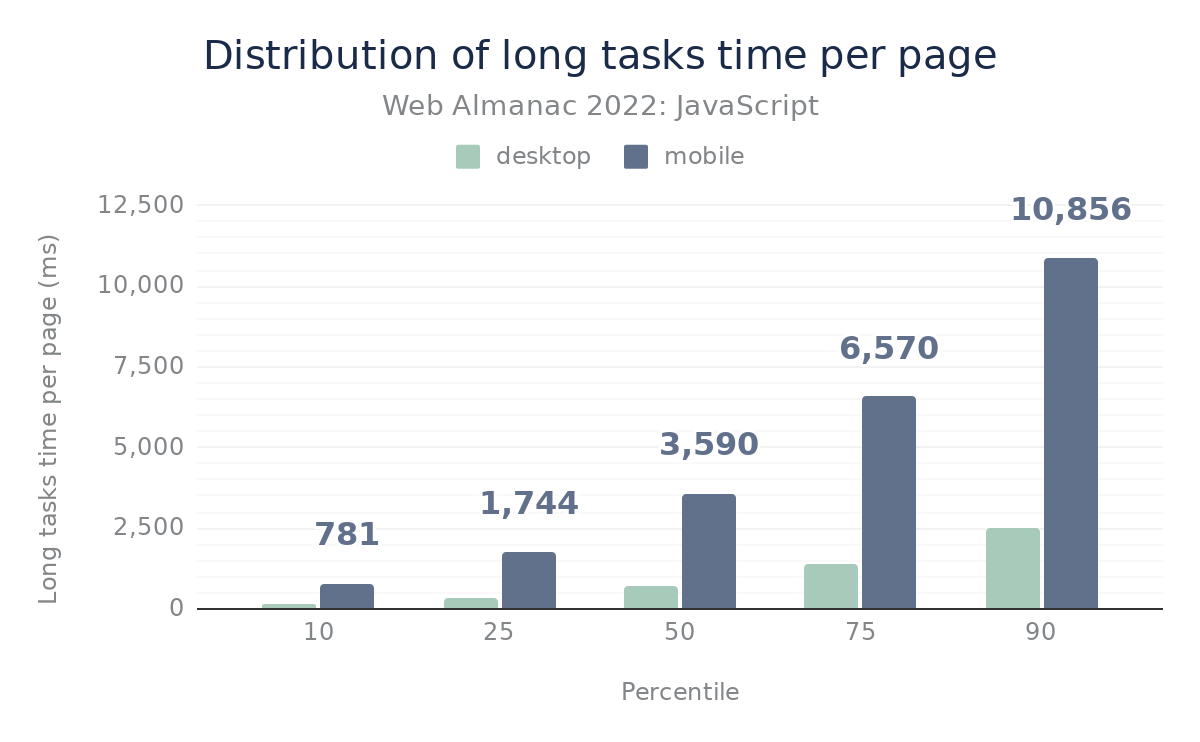 Distribution of long tasks time per page
Web Almanac 2022: JavaScript
desktop
mobile
Long tasks time per page (ms)
12,500
10,000
7,500
5,000
2,500
0
781
1,744
3,590
6,570
10,856
10
25
50
75
90
Percentile